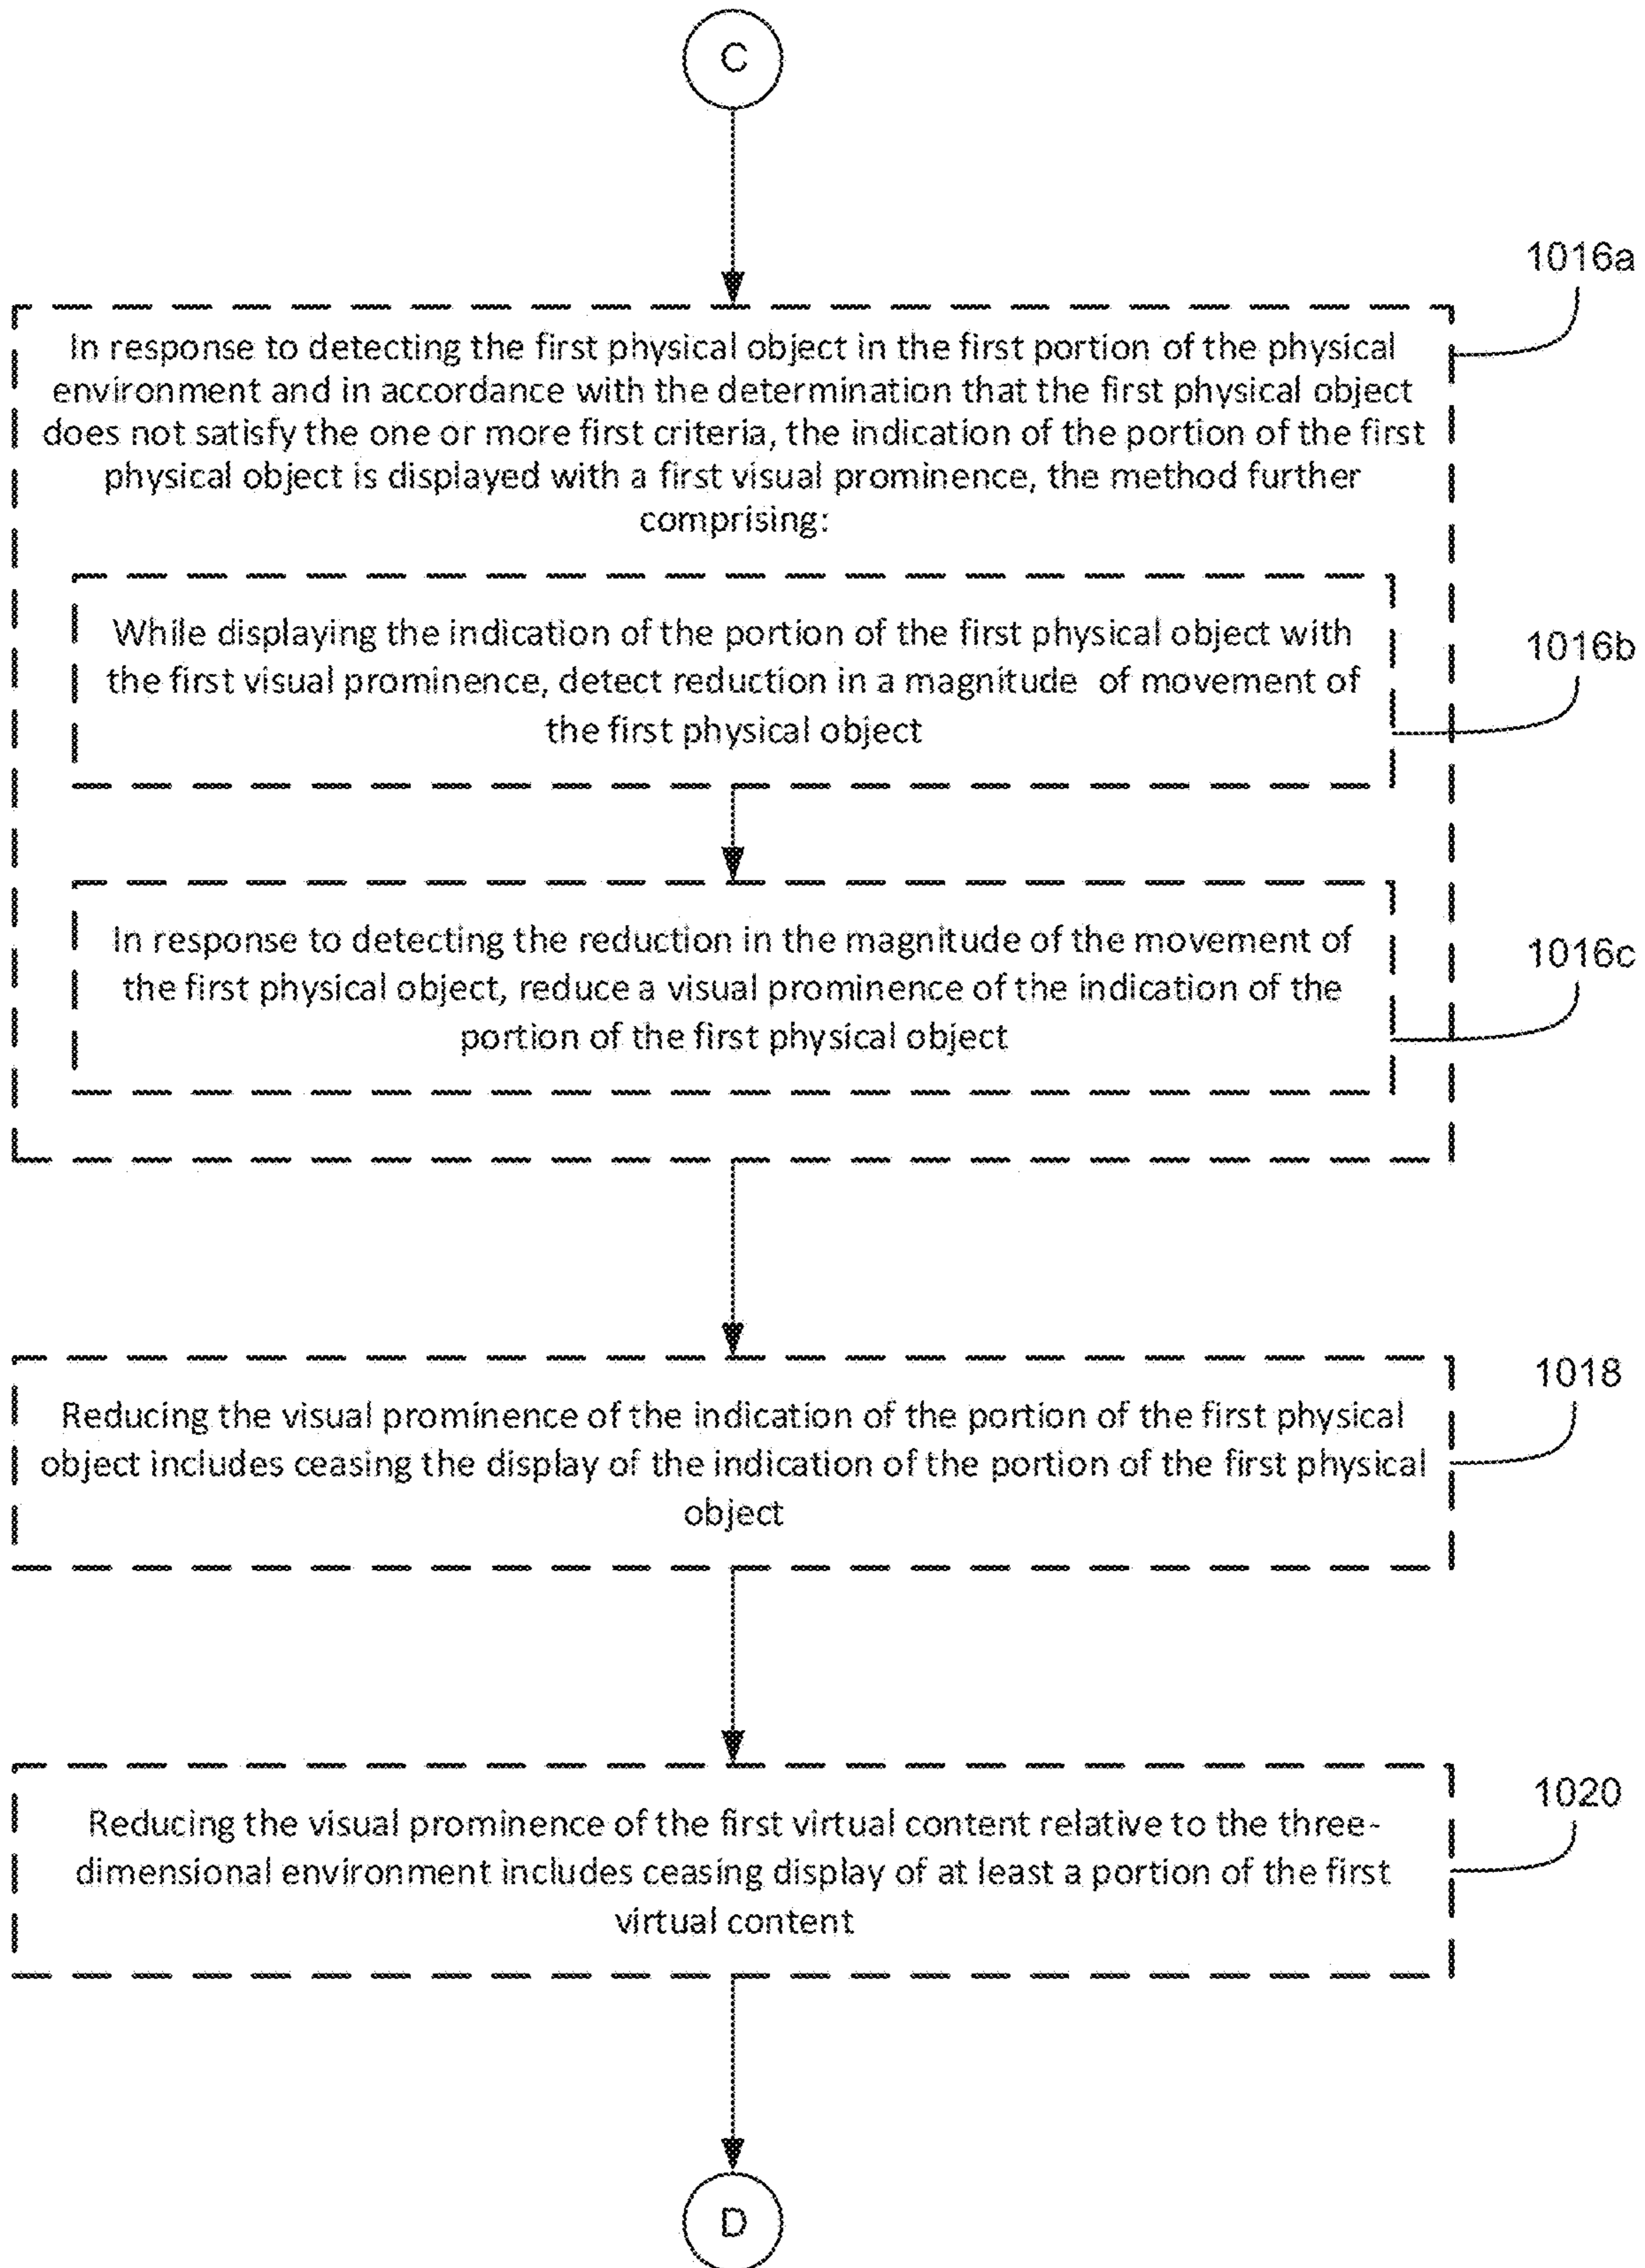 C
1016a
In response to detecting the first physical object in the first portion of the physical
environment and in accordance with the determination that the first physical object
does not satisfy the one or more first criteria, the indication of the portion of the first
physical object is displayed with a first visual prominence, the method further
comprising:
While displaying the indication of the portion of the first physical object with
the first visual prominence, detect reduction in a magnitude of movement of
the first physical object
1016b
In response to detecting the reduction in the magnitude of the movement of
the first physical object, reduce a visual prominence of the indication of the
portion of the first physical object
1016c
Reducing the visual prominence of the indication of the portion of the first physical
object includes ceasing the display of the indication of the portion of the first physical
object
1018
Reducing the visual prominence of the first virtual content relative to the three-
dimensional environment includes ceasing display of at least a portion of the first
virtual content
1020
D